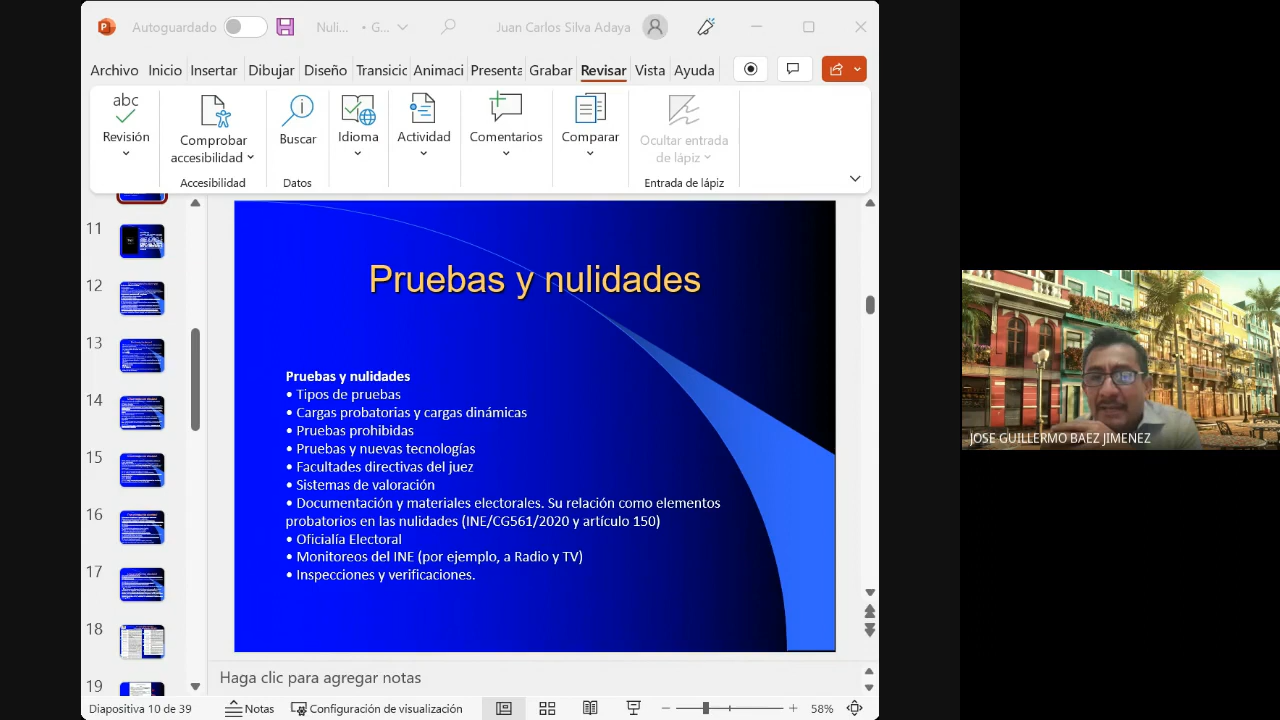 Autoguardado
Nuli... • G...
Juan Carlos Silva Adaya
Archivo
Inicio
Insertar
Dibujar
Diseño
Transicic
Animaci
Presenta
Grabar
Revisar
Vista
Ayuda
abc
Revisión
Comprobar
accesibilidad
Accesibilidad
Buscar
Datos
Idioma
Actividad
Comentarios
Comparar
Ocultar entrada
de lápiz
Entrada de lápiz
11
12
13
14
15
16
17
18
19
Pruebas y nulidades
Pruebas y nulidades
• Tipos de pruebas
• Cargas probatorias y cargas dinámicas
• Pruebas prohibidas
• Pruebas y nuevas tecnologías
• Facultades directivas del juez
• Sistemas de valoración
• Documentación y materiales electorales. Su relación como elementos
probatorios en las nulidades (INE/CG561/2020 y artículo 150)
• Oficialía Electoral
• Monitoreos del INE (por ejemplo, a Radio y TV)
• Inspecciones y verificaciones.
JOSE GUILLERMO BAEZ JIMENEZ
Haga clic para agregar notas
Diapositiva 10 de 39
Notas
Configuración de visualización
58%